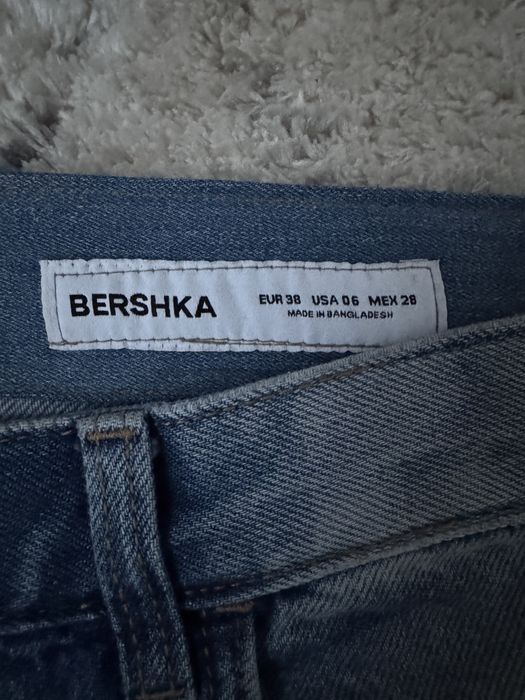 BERSHKA
EUR 38 USA 06 MEX 28
MADE IN BANGLADESH